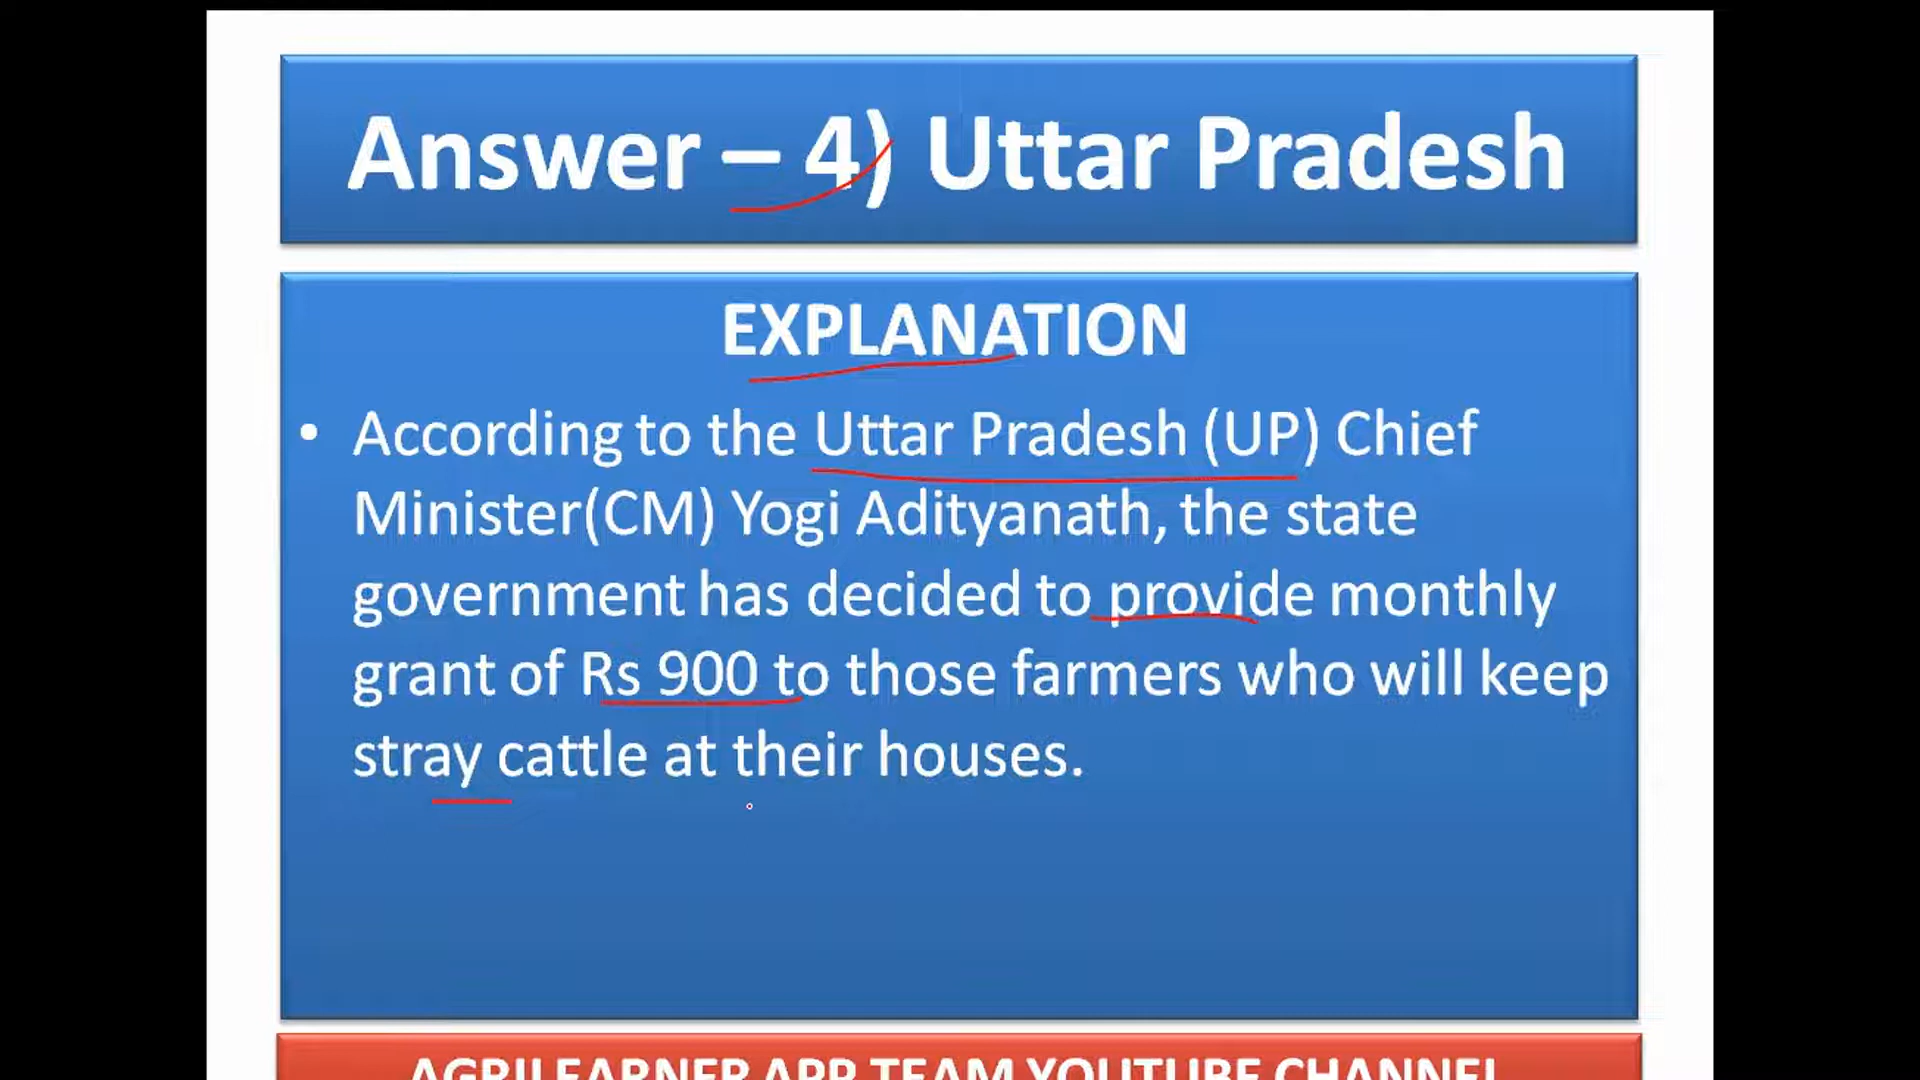 Answer – 4) Uttar Pradesh
EXPLANATION
• According to the Uttar Pradesh (UP) Chief
Minister(CM) Yogi Adityanath, the state
government has decided to provide monthly
grant of Rs 900 to those farmers who will keep
stray cattle at their houses.
AGRILEARNER APP TEAM YOUTUBE CHANNEL